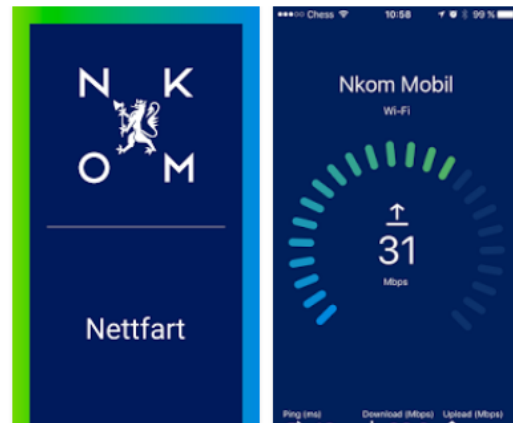 N K
O M
Nettfart
Chess 10:58 99 %
Nkom Mobil
Wi-Fi
31
Mbps
Ping (ms) Download (Mbps) Upload (Mbps)